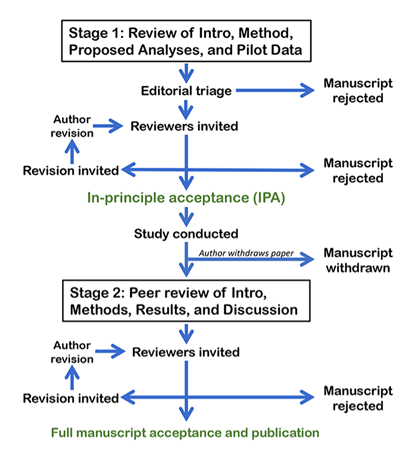 Stage 1: Review of Intro, Method,
Proposed Analyses, and Pilot Data
Editorial triage
Manuscript
rejected
Author
revision
Reviewers invited
Revision invited
Manuscript
rejected
In-principle acceptance (IPA)
Study conducted
Author withdraws paper
Manuscript
withdrawn
Stage 2: Peer review of Intro,
Methods, Results, and Discussion
Author
revision
Reviewers invited
Revision invited
Manuscript
rejected
Full manuscript acceptance and publication